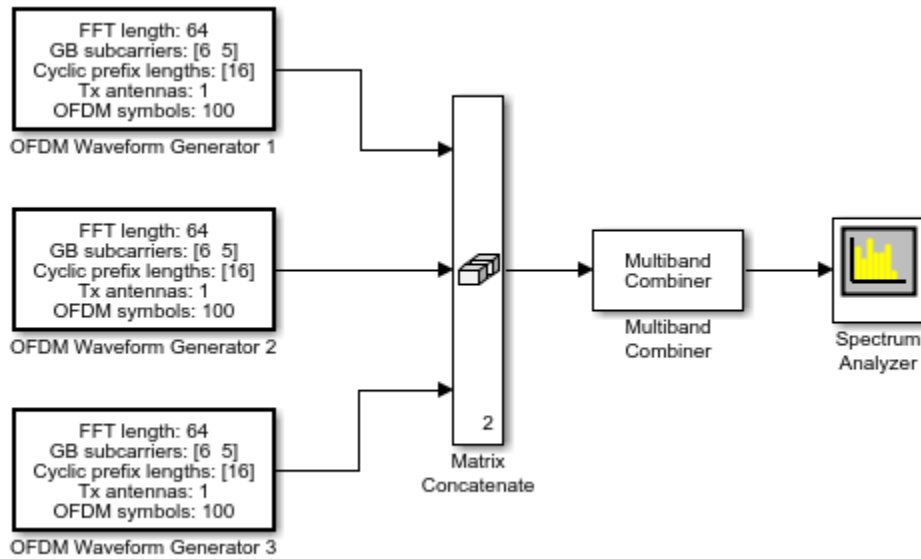 FFT length: 64
GB subcarriers: [6  5]
Cyclic prefix lengths: [16]
Tx antennas: 1
OFDM symbols: 100
OFDM Waveform Generator 1
FFT length: 64
GB subcarriers: [6  5]
Cyclic prefix lengths: [16]
Tx antennas: 1
OFDM symbols: 100
OFDM Waveform Generator 2
FFT length: 64
GB subcarriers: [6  5]
Cyclic prefix lengths: [16]
Tx antennas: 1
OFDM symbols: 100
OFDM Waveform Generator 3
2
Matrix
Concatenate
Multiband
Combiner
Multiband
Combiner
Spectrum
Analyzer